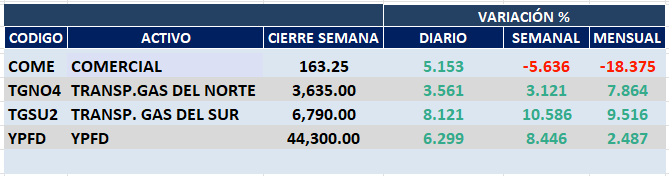 VARIACIÓN %
CODIGO ACTIVO CIERRE SEMANA DIARIO SEMANAL MENSUAL
COME COMERCIAL 163.25 5.153 -5.636 -18.375
TGNO4 TRANSP.GAS DEL NORTE 3,635.00 3.561 3.121 7.864
TGSU2 TRANSP. GAS DEL SUR 6,790.00 8.121 10.586 9.516
YPFD YPFD 44,300.00 6.299 8.446 2.487